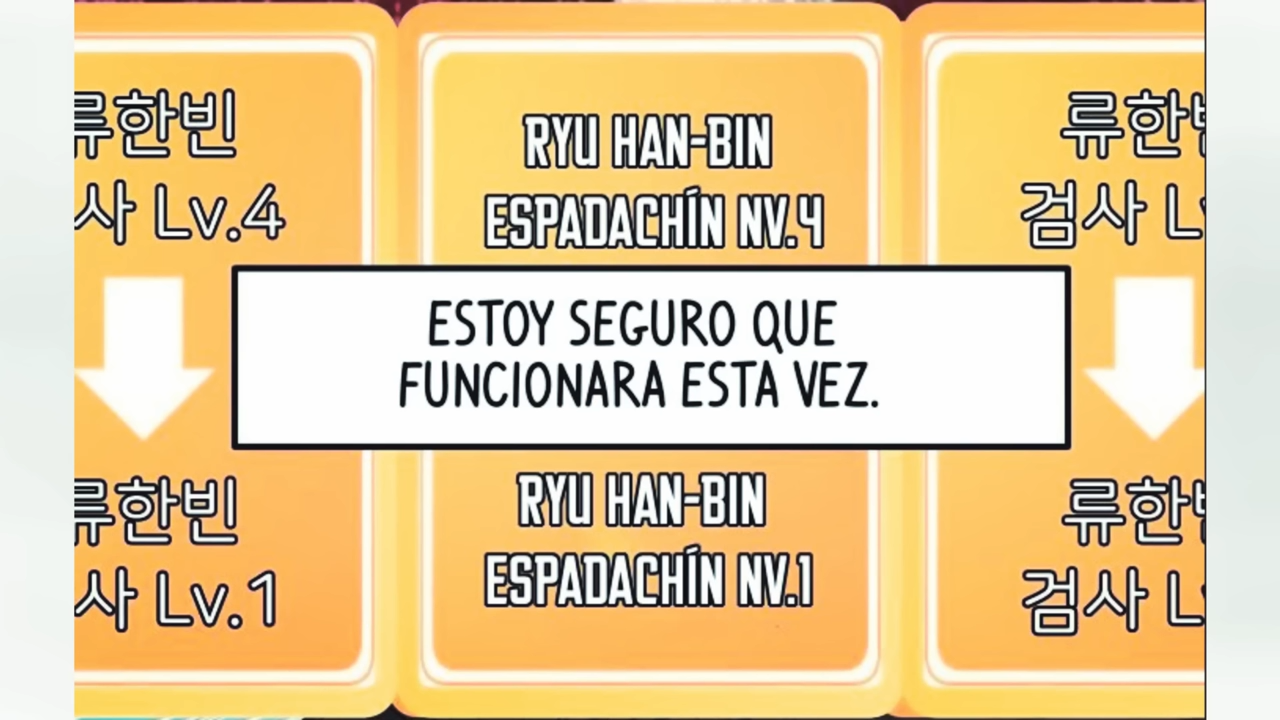 류한빈
사 Lv.4
류한빈
사 Lv.1
RYU HAN-BIN
ESPADACHÍN NV.4
ESTOY SEGURO QUE
FUNCIONARA ESTA VEZ.
RYU HAN-BIN
ESPADACHÍN NV.1
류한
검사 L
류한
검사 L